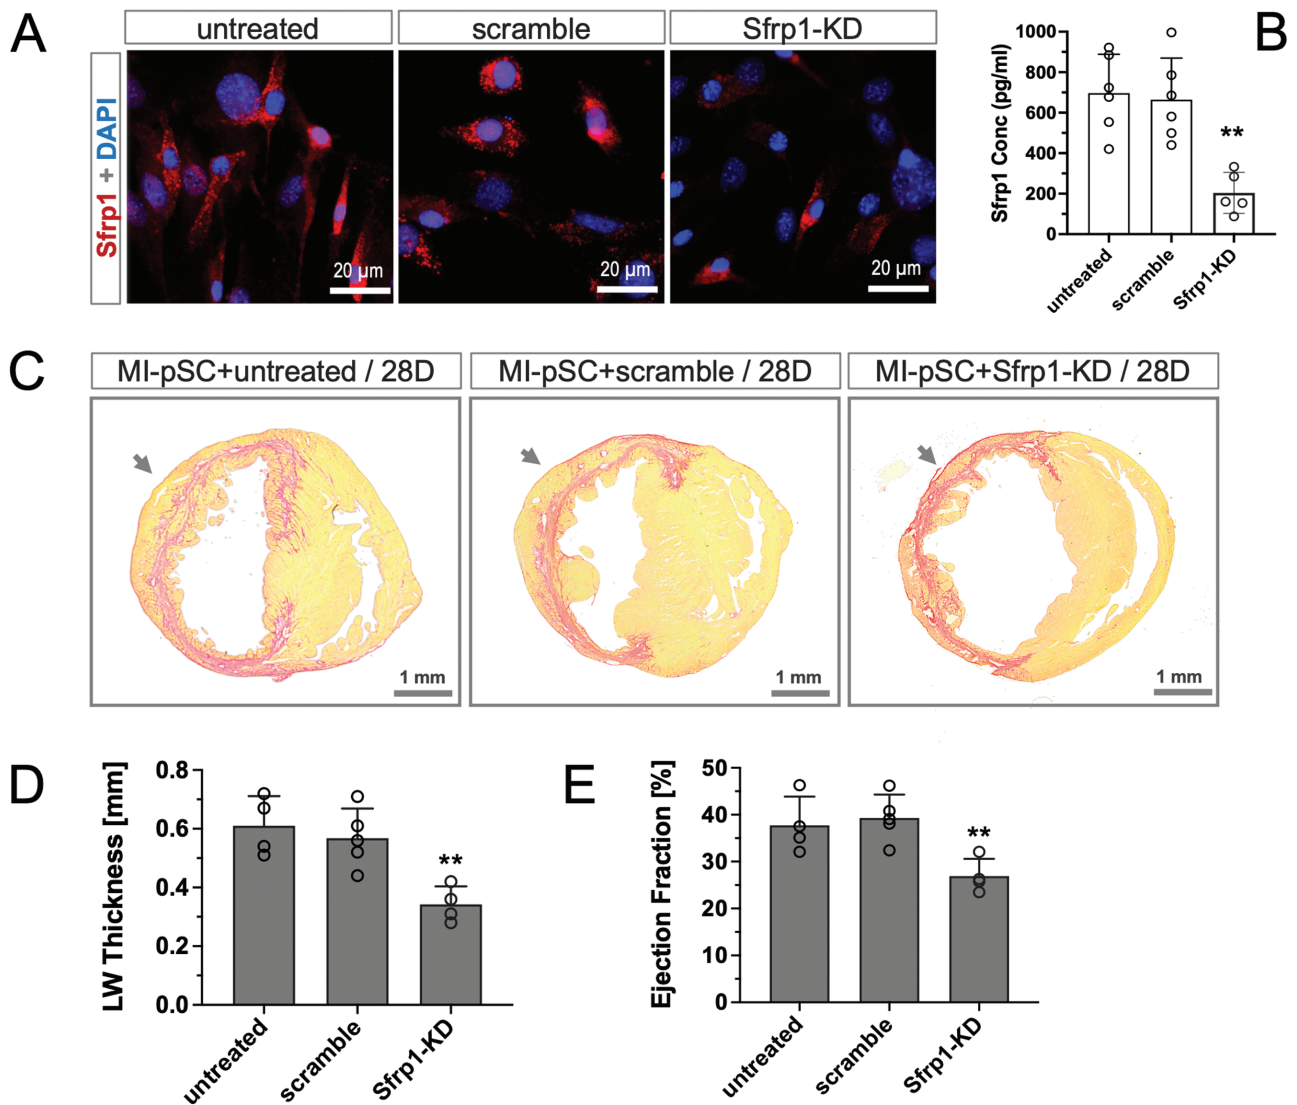 A
untreated
scramble
Sfrp1-KD
Sfrp1 + DAPI
20 µm
20 µm
20 µm
B
Sfrp1 Conc (pg/ml)
1000
800
600
400
200
0
untreated
scramble
Sfrp1-KD
**
C
MI-pSC+untreated / 28D
MI-pSC+scramble / 28D
MI-pSC+Sfrp1-KD / 28D
1 mm
1 mm
1 mm
D
LW Thickness [mm]
0.8
0.6
0.4
0.2
0.0
**
untreated
scramble
Sfrp1-KD
E
Ejection Fraction [%]
50
40
30
20
10
0
**
untreated
scramble
Sfrp1-KD